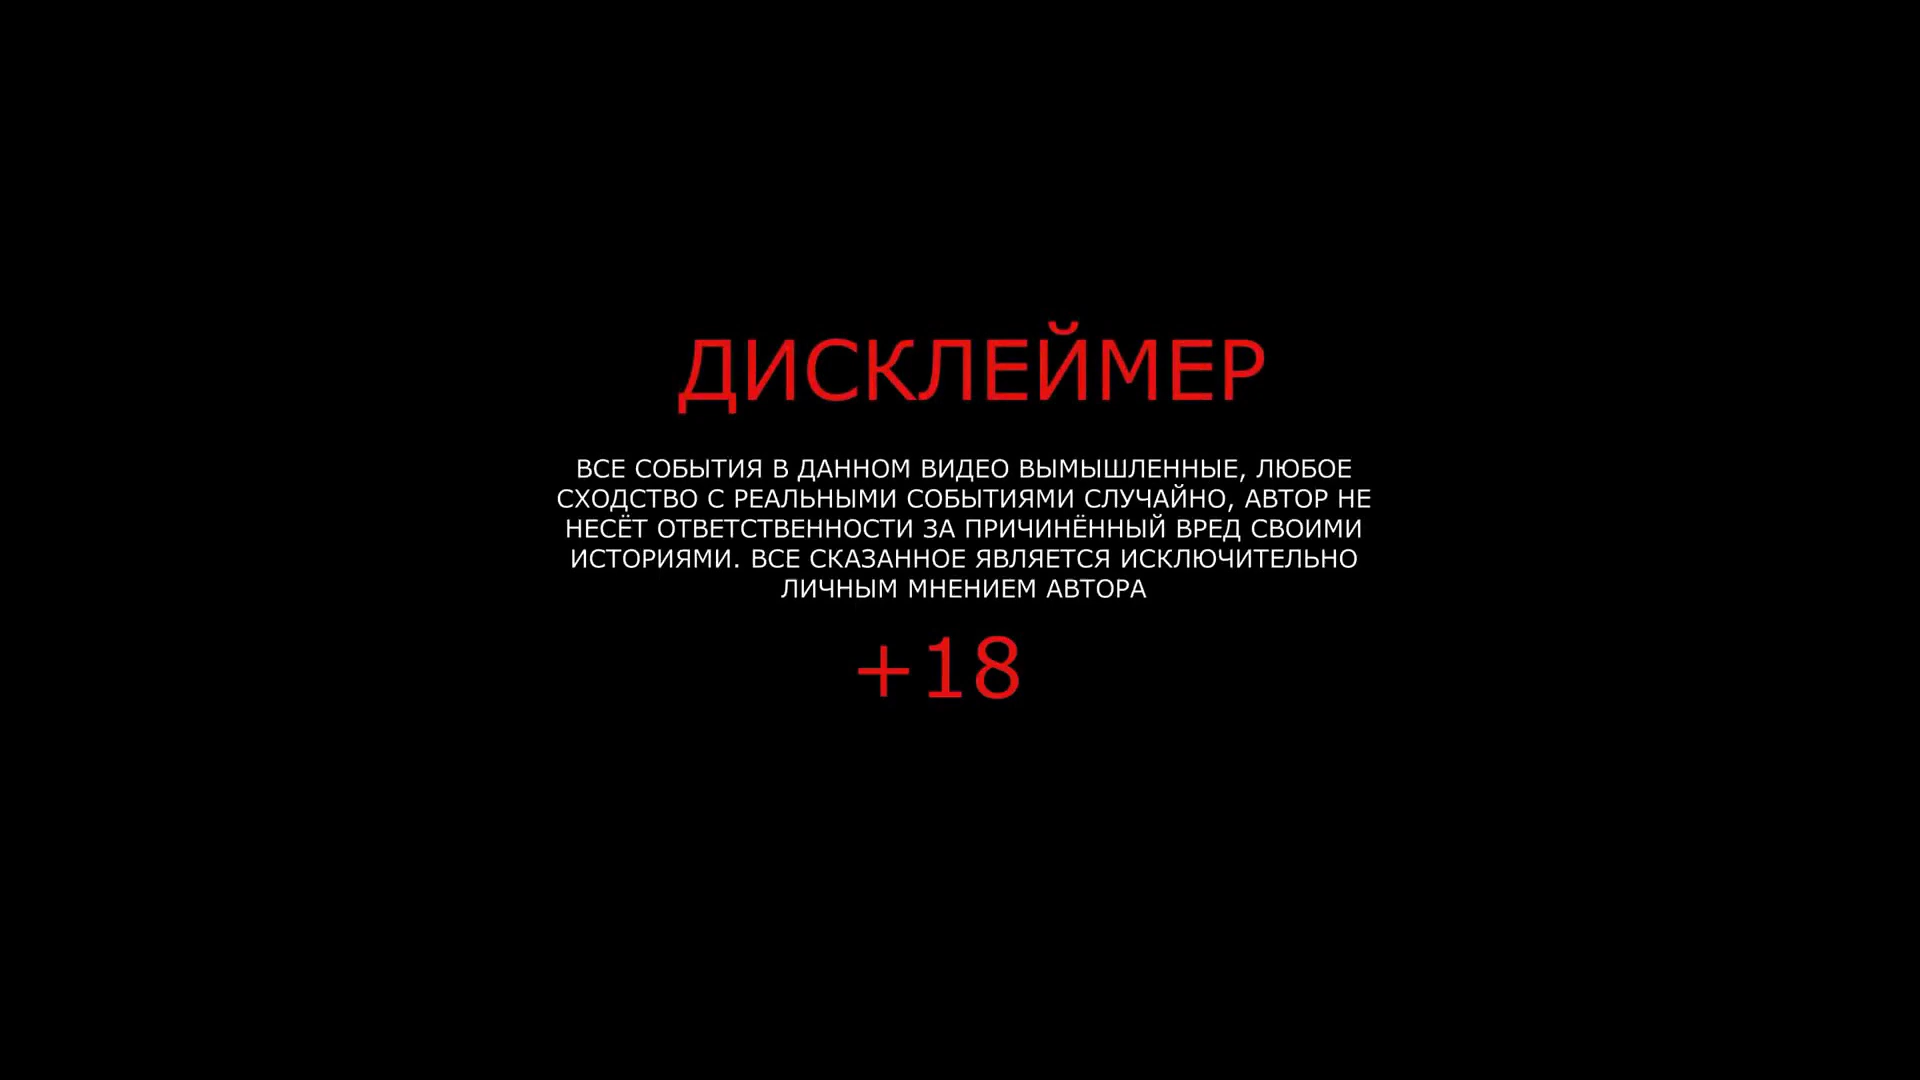 ДИСКЛЕЙМЕР
ВСЕ СОБЫТИЯ В ДАННОМ ВИДЕО ВЫМЫШЛЕННЫЕ, ЛЮБОЕ
СХОДСТВО С РЕАЛЬНЫМИ СОБЫТИЯМИ СЛУЧАЙНО, АВТОР НЕ
НЕСЁТ ОТВЕТСТВЕННОСТИ ЗА ПРИЧИНЁННЫЙ ВРЕД СВОИМИ
ИСТОРИЯМИ. ВСЕ СКАЗАННОЕ ЯВЛЯЕТСЯ ИСКЛЮЧИТЕЛЬНО
ЛИЧНЫМ МНЕНИЕМ АВТОРА
+18